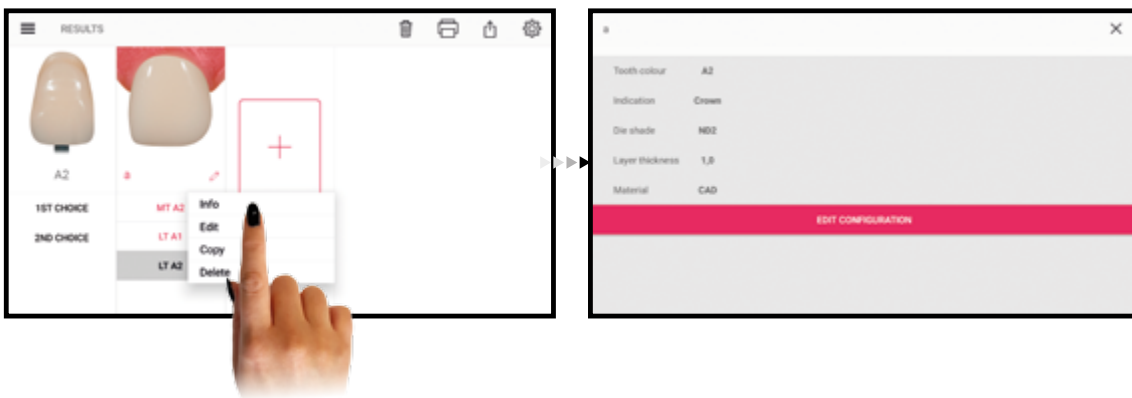 RESULTS
A2
a
1ST CHOICE
2ND CHOICE
MT A2
LT A1
LT A2
Info
Edit
Copy
Delete
a
Tooth colour A2
Indication Crown
Die shade ND2
Layer thickness 1,0
Material CAD
EDIT CONFIGURATION